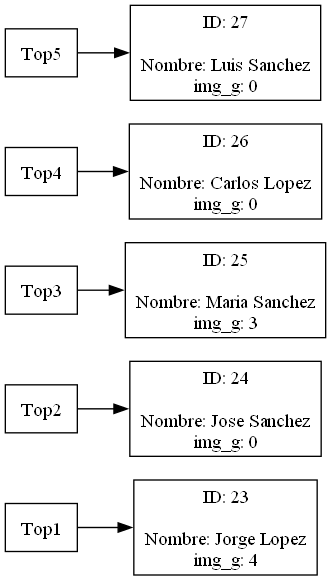 Top5
ID: 27
Nombre: Luis Sanchez
img_g: 0
Top4
ID: 26
Nombre: Carlos Lopez
img_g: 0
Top3
ID: 25
Nombre: Maria Sanchez
img_g: 3
Top2
ID: 24
Nombre: Jose Sanchez
img_g: 0
Top1
ID: 23
Nombre: Jorge Lopez
img_g: 4